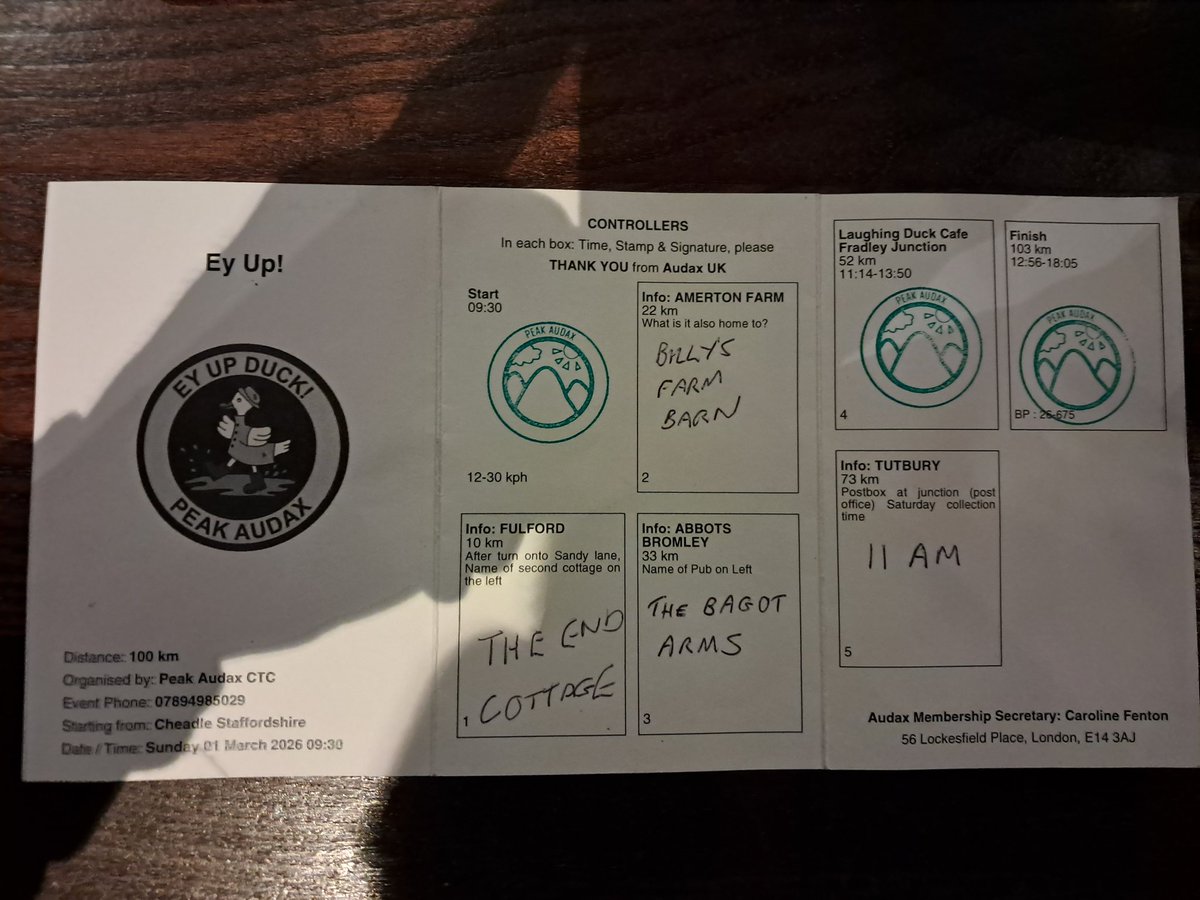 Ey Up!
EY UP DUCK!
PEAK AUDAX
Distance: 100 km
Organised by: Peak Audax CTC
Event Phone: 07894985029
Starting from: Cheadle Staffordshire
Date / Time: Sunday 01 March 2026 09:30
CONTROLLERS
In each box: Time, Stamp & Signature, please
THANK YOU from Audax UK
Start
09:30
PEAK AUDAX
12-30 kph
Info: AMERTON FARM
22 km
What is it also home to?
BILLYS
FARM
BARN
2
Info: FULFORD
10 km
After turn onto Sandy lane,
Name of second cottage on
the left
THE END
COTTAGE
1
Info: ABBOTS
BROMLEY
33 km
Name of Pub on Left
THE BAGOT
ARMS
3
Laughing Duck Cafe
Fradley Junction
52 km
11:14-13:50
PEAK AUDAX
4
Finish
103 km
12:56-18:05
PEAK AUDAX
BP : 26-675
Info: TUTBURY
73 km
Postbox at junction (post
office) Saturday collection
time
11 AM
5
Audax Membership Secretary: Caroline Fenton
56 Lockesfield Place, London, E14 3AJ